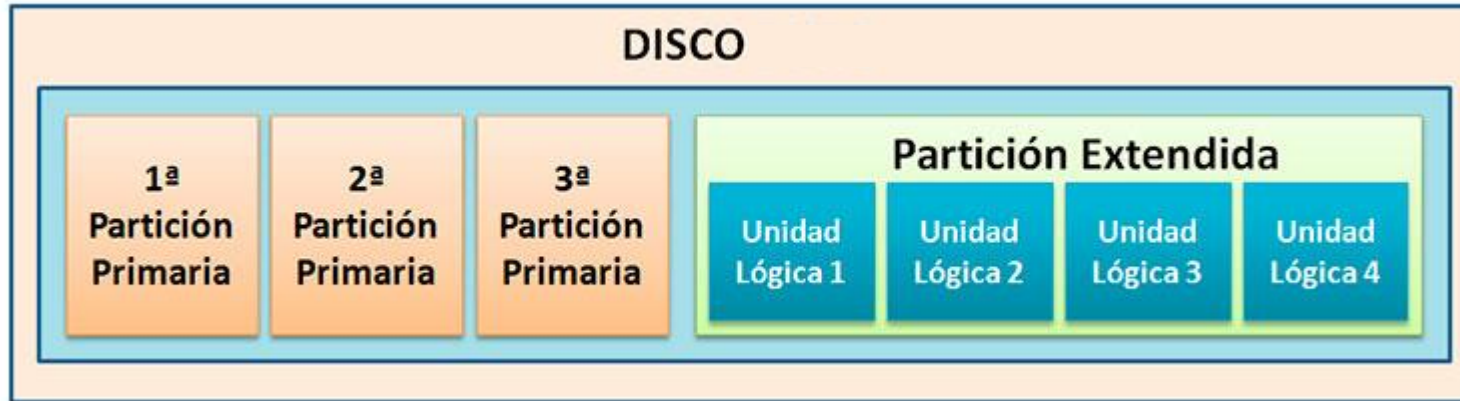 DISCO
1ª
Partición
Primaria
2ª
Partición
Primaria
3ª
Partición
Primaria
Partición Extendida
Unidad
Lógica 1
Unidad
Lógica 2
Unidad
Lógica 3
Unidad
Lógica 4